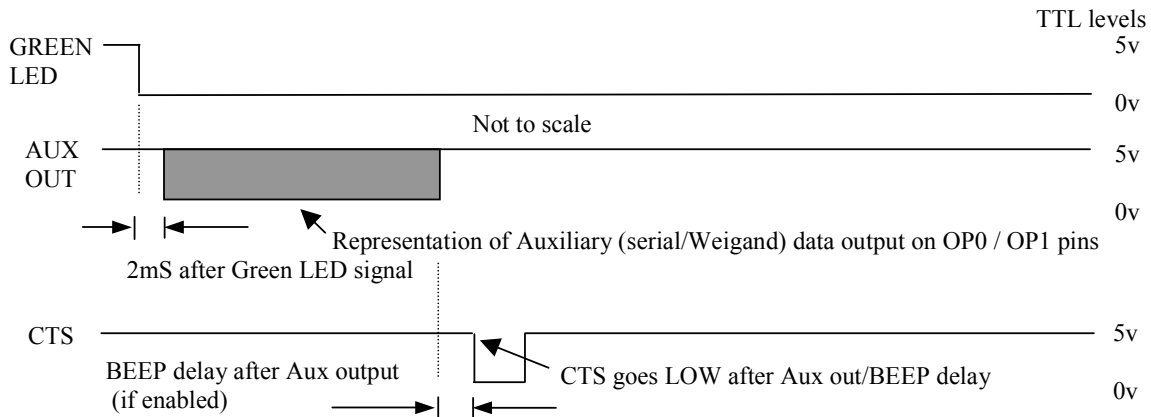 TTL levels
GREEN
LED
5v
0v
Not to scale
AUX
OUT
5v
0v
Representation of Auxiliary (serial/Weigand) data output on OP0 / OP1 pins
2mS after Green LED signal
CTS
5v
BEEP delay after Aux output
(if enabled)
CTS goes LOW after Aux out/BEEP delay
0v